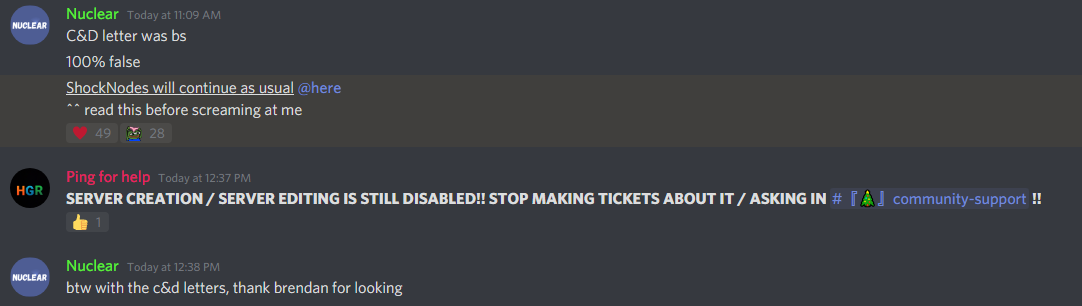 NUCLEAR
Nuclear Today at 11:09 AM
C&D letter was bs
100% false
ShockNodes will continue as usual @here
^^ read this before screaming at me
49 28
HGR
Ping for help Today at 12:37 PM
SERVER CREATION / SERVER EDITING IS STILL DISABLED!! STOP MAKING TICKETS ABOUT IT / ASKING IN # 『🎄』 community-support !!
1
NUCLEAR
Nuclear Today at 12:38 PM
btw with the c&d letters, thank brendan for looking